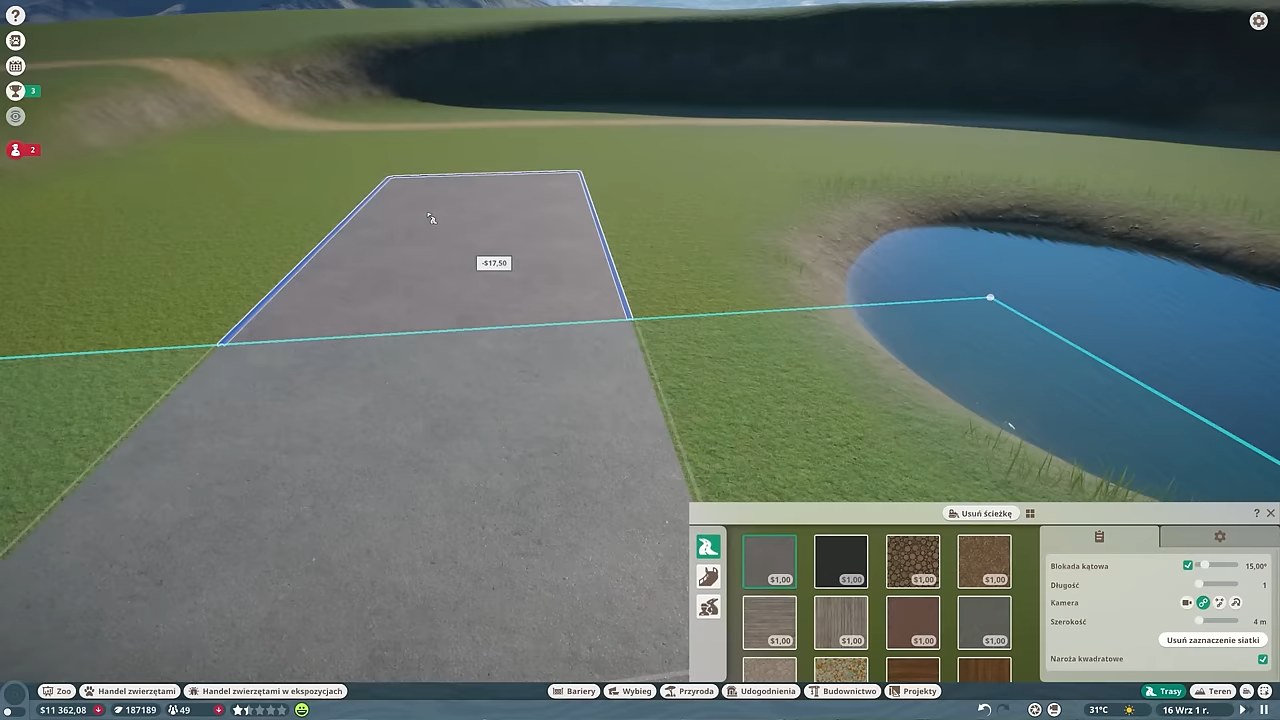 ?
3
2
-$17,50
Usuń ścieżkę
?
$1,00
$1,00
$1,00
$1,00
$1,00
$1,00
$1,00
$1,00
Blokada kątowa
15,00°
Długość
1
Kamera
Szerokość
4 m
Usuń zaznaczenie siatki
Naroża kwadratowe
Zoo
Handel zwierzętami
Handel zwierzętami w ekspozycjach
Bariery
Wybieg
Przyroda
Udogodnienia
Budownictwo
Projekty
Trasy
Teren
$11 362,08
187189
49
31°C
16 Wrz 1 r.